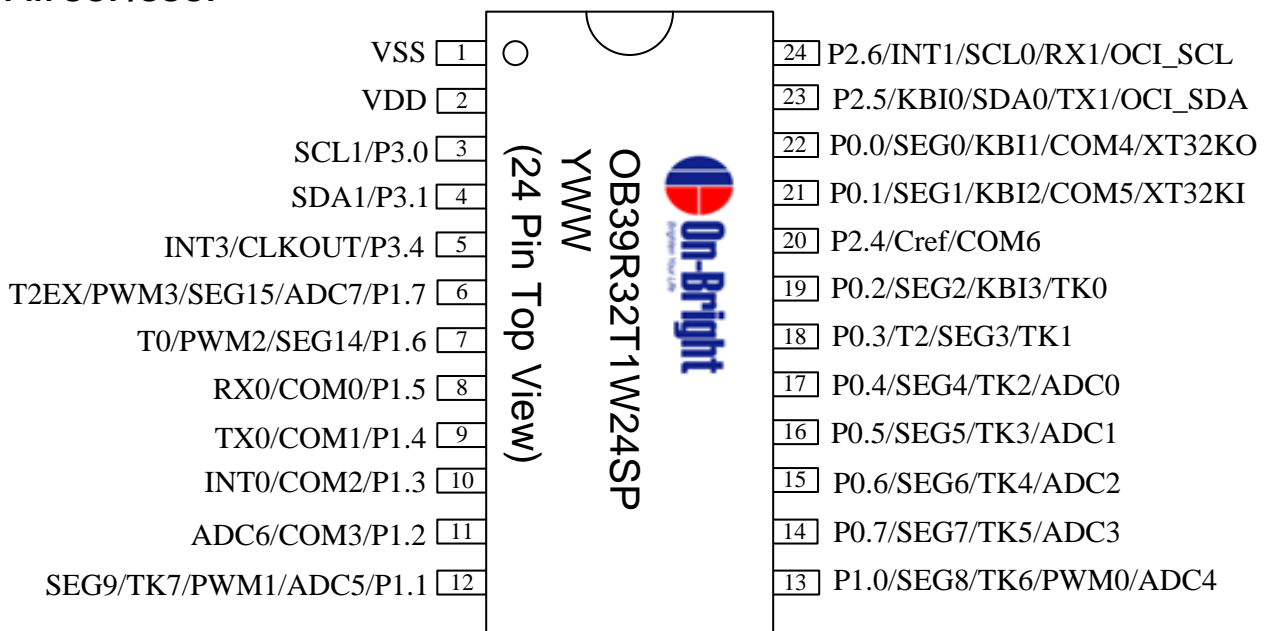 VSS 1
VDD 2
SCL1/P3.0 3
SDA1/P3.1 4
INT3/CLKOUT/P3.4 5
T2EX/PWM3/SEG15/ADC7/P1.7 6
T0/PWM2/SEG14/P1.6 7
RX0/COM0/P1.5 8
TX0/COM1/P1.4 9
INT0/COM2/P1.3 10
ADC6/COM3/P1.2 11
SEG9/TK7/PWM1/ADC5/P1.1 12
On-Bright
Brighten Your Life
OB39R32T1W24SP
YWW
(24 Pin Top View)
24 P2.6/INT1/SCL0/RX1/OCI_SCL
23 P2.5/KBI0/SDA0/TX1/OCI_SDA
22 P0.0/SEG0/KBI1/COM4/XT32KO
21 P0.1/SEG1/KBI2/COM5/XT32KI
20 P2.4/Cref/COM6
19 P0.2/SEG2/KBI3/TK0
18 P0.3/T2/SEG3/TK1
17 P0.4/SEG4/TK2/ADC0
16 P0.5/SEG5/TK3/ADC1
15 P0.6/SEG6/TK4/ADC2
14 P0.7/SEG7/TK5/ADC3
13 P1.0/SEG8/TK6/PWM0/ADC4